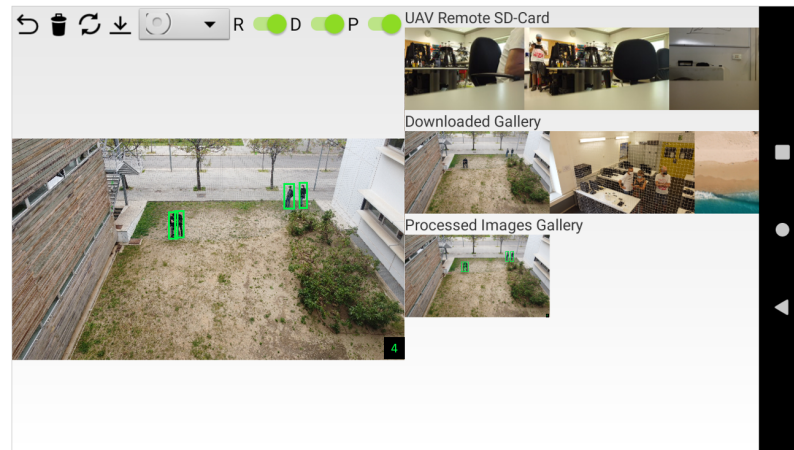 R D P
UAV Remote SD-Card
Downloaded Gallery
Processed Images Gallery
4